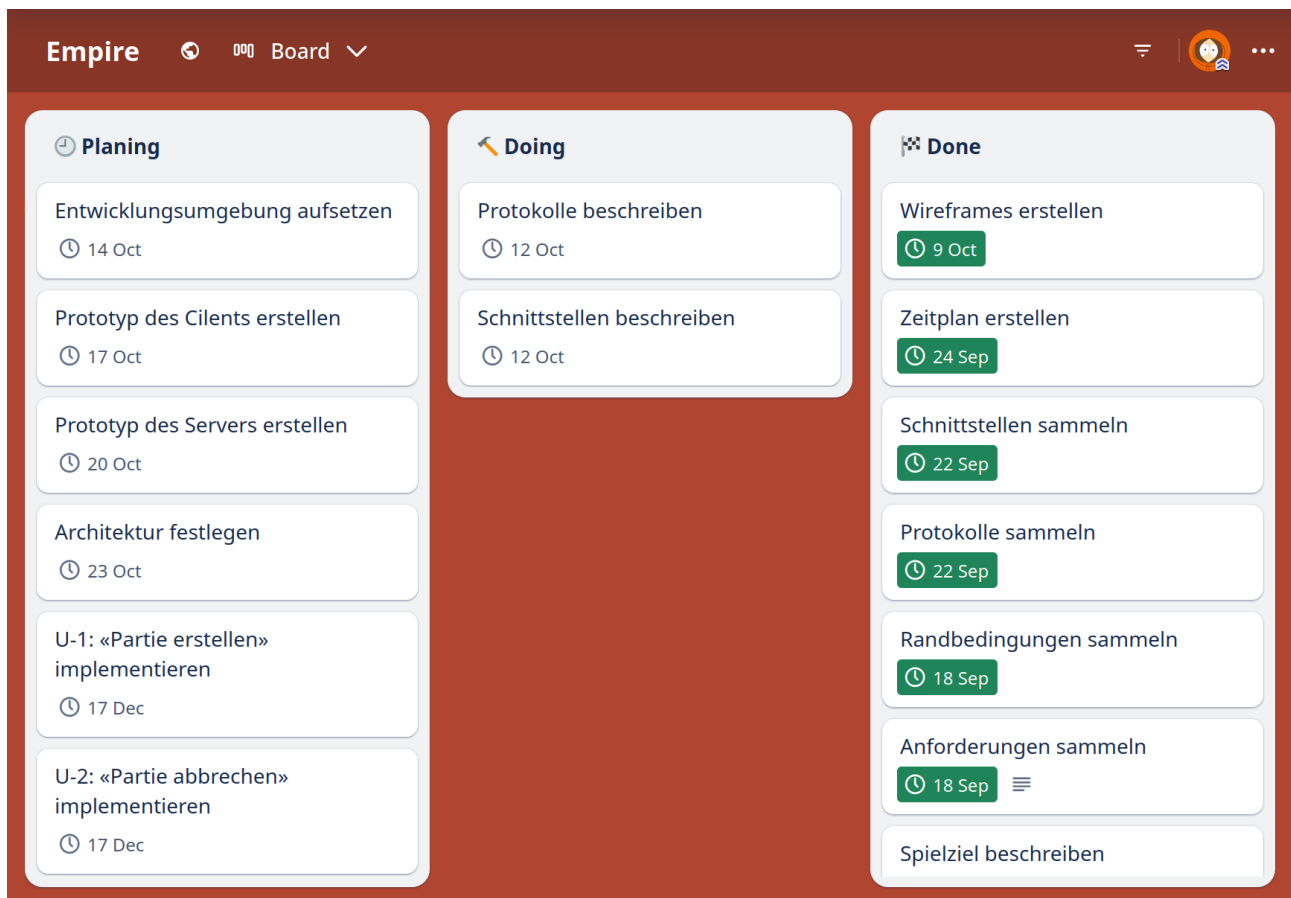 Empire
Board
Planing
Entwicklungsumgebung aufsetzen
14 Oct
Prototyp des Cilents erstellen
17 Oct
Prototyp des Servers erstellen
20 Oct
Architektur festlegen
23 Oct
U-1: «Partie erstellen»
implementieren
17 Dec
U-2: «Partie abbrechen»
implementieren
17 Dec
Doing
Protokolle beschreiben
12 Oct
Schnittstellen beschreiben
12 Oct
Done
Wireframes erstellen
9 Oct
Zeitplan erstellen
24 Sep
Schnittstellen sammeln
22 Sep
Protokolle sammeln
22 Sep
Randbedingungen sammeln
18 Sep
Anforderungen sammeln
18 Sep
Spielziel beschreiben